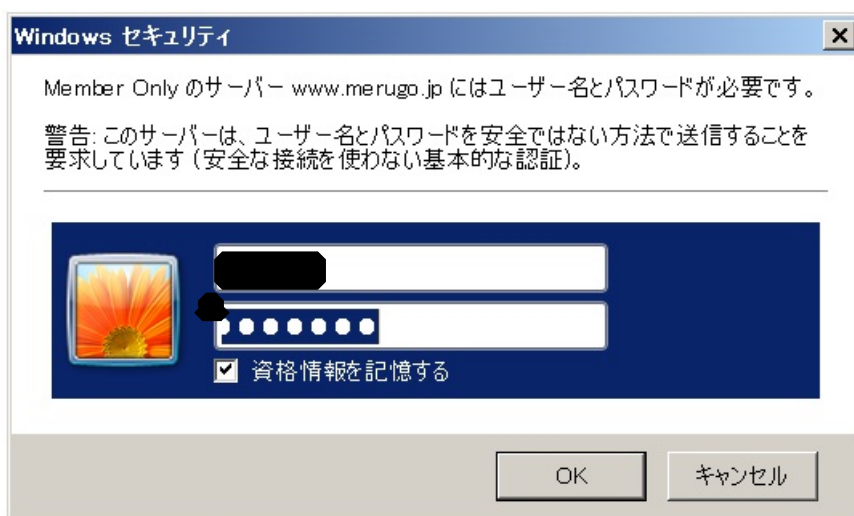 Windows セキュリティ
Member Only のサーバー www.merugo.jp にはユーザー名とパスワードが必要です。
警告: このサーバーは、ユーザー名とパスワードを安全ではない方法で送信することを
要求しています (安全な接続を使わない基本的な認証)。
資格情報を記憶する
OK
キャンセル